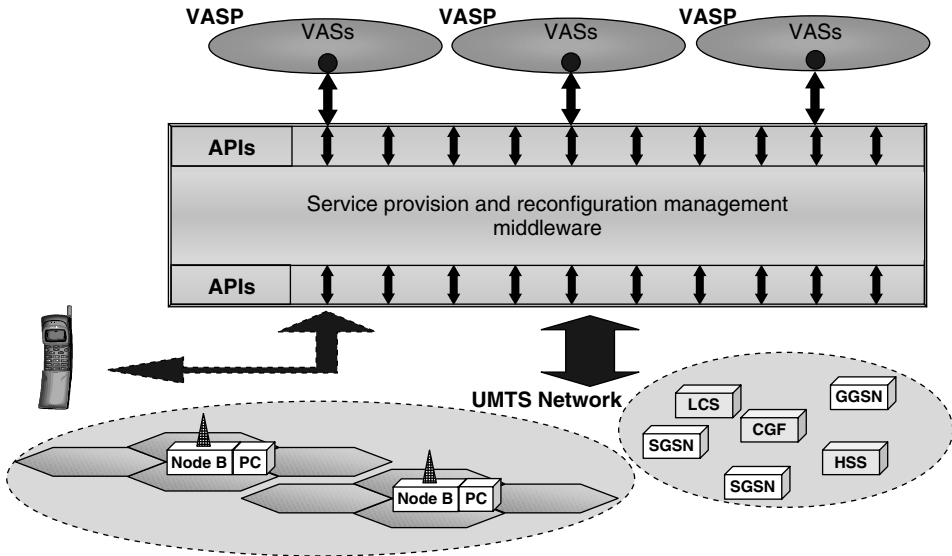 VASP
VASs
VASP
VASs
VASP
VASs
APIs
Service provision and reconfiguration management
middleware
APIs
UMTS Network
LCS
GGSN
CGF
SGSN
HSS
SGSN
Node B
PC
Node B
PC